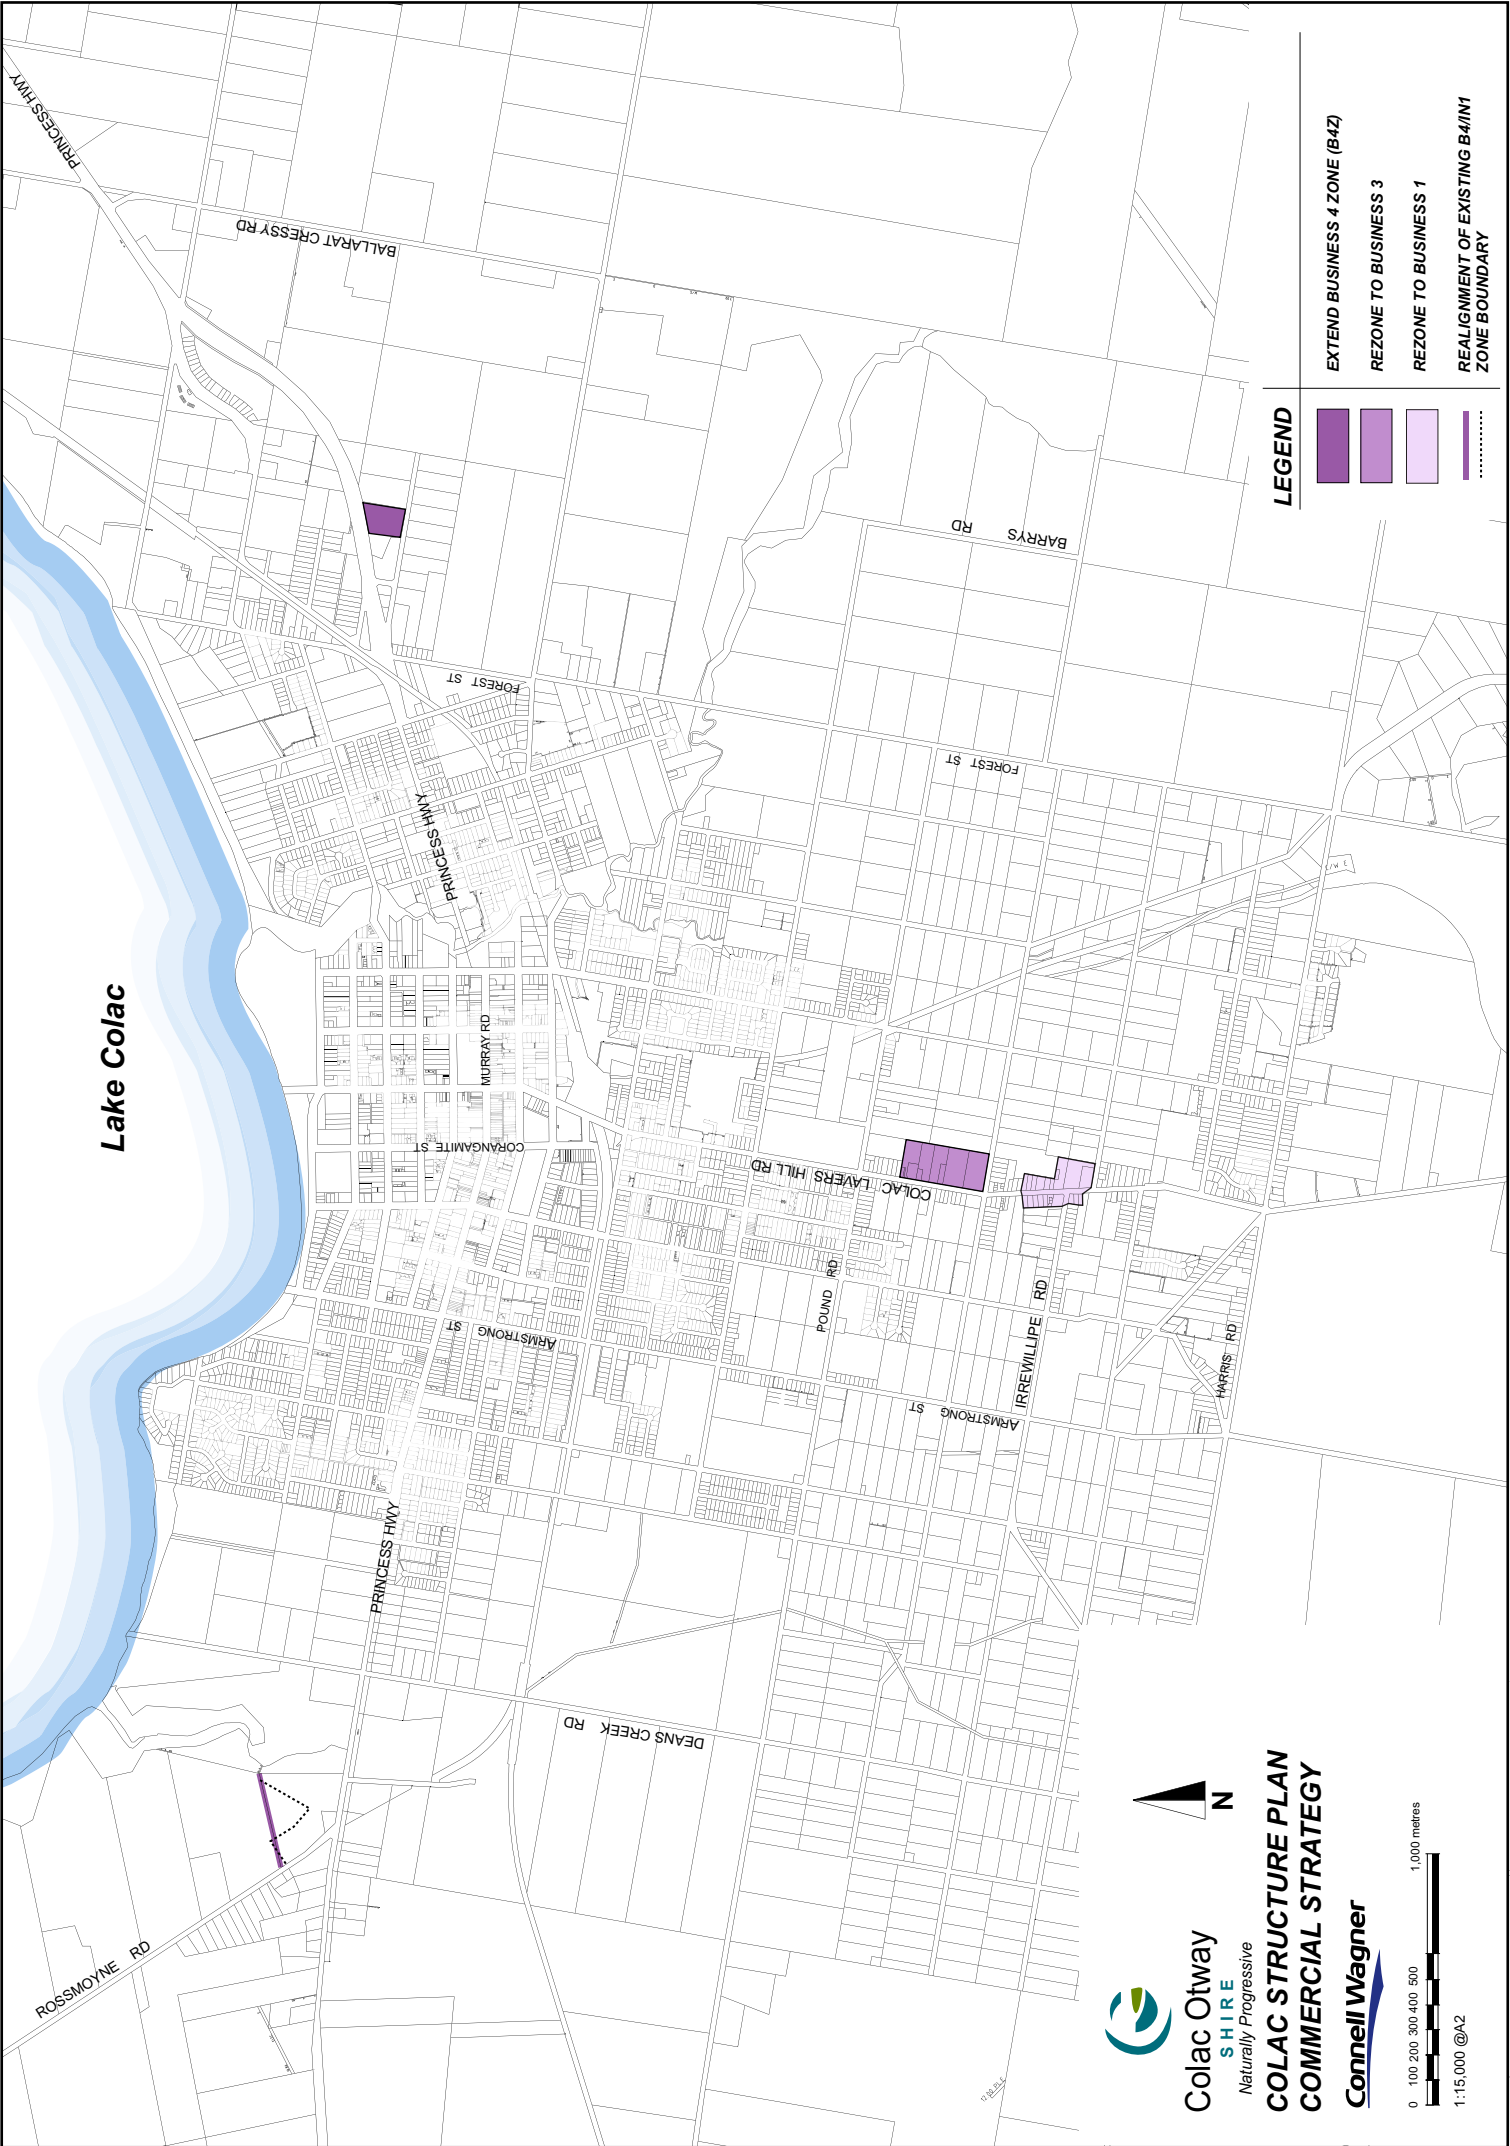 Lake Colac
PRINCESS HWY
BALLARAT CRESSY RD
FOREST ST
PRINCESS HWY
MURRAY RD
CORANGAMITE ST
ARMSTRONG ST
PRINCESS HWY
DEANS CREEK RD
ROSSMOYNE RD
BARRYS RD
FOREST ST
COLAC LAVERS HILL RD
POUND RD
IRREWILLIPE RD
ARMSTRONG ST
HARRIS RD
LEGEND
EXTEND BUSINESS 4 ZONE (B4Z)
REZONE TO BUSINESS 3
REZONE TO BUSINESS 1
REALIGNMENT OF EXISTING B4/IN1
ZONE BOUNDARY
N
Colac Otway
SHIRE
Naturally Progressive
COLAC STRUCTURE PLAN
COMMERCIAL STRATEGY
Connell Wagner
0 100 200 300 400 500 1,000 metres
1:15,000 @A2